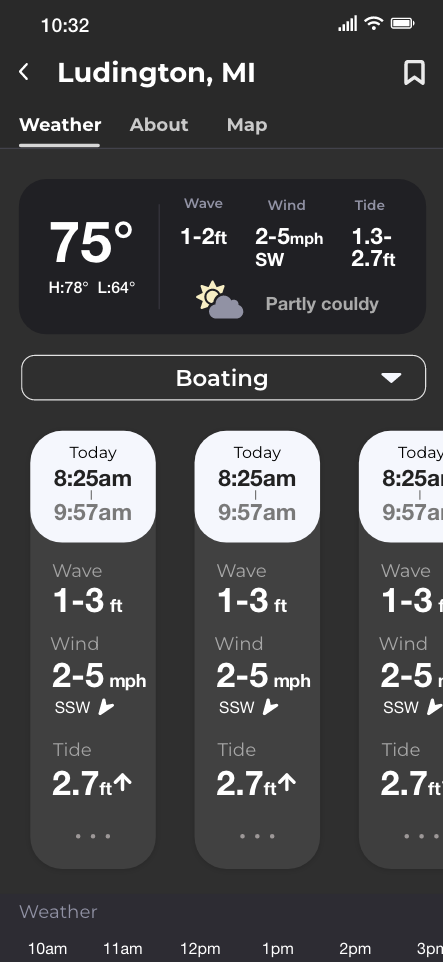 10:32
Ludington, MI
Weather About Map
75°
H:78° L:64°
Wave Wind Tide
1-2ft 2-5mph 1.3-
SW 2.7ft
Partly couldy
Boating
Today Today Today
8:25am 8:25am 8:25a
9:57am 9:57am 9:57a
Wave Wave Wave
1-3 ft 1-3 ft 1-3 f
Wind Wind Wind
2-5 mph 2-5 mph 2-5
SSW SSW SSW
Tide Tide Tide
2.7ft↑ 2.7ft↑ 2.7ft
... ... ...
Weather
10am 11am 12pm 1pm 2pm 3pm